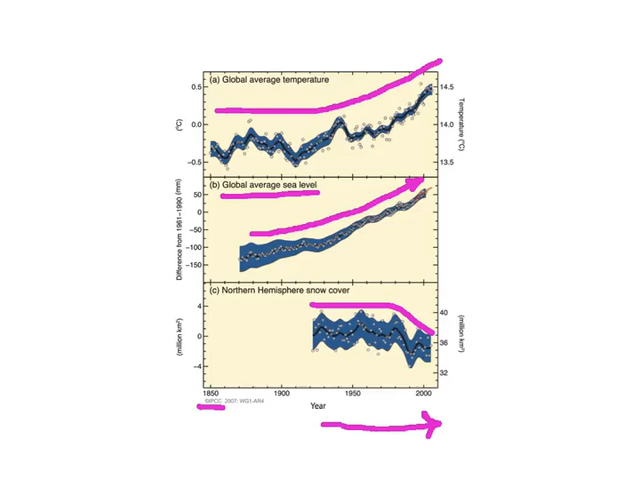 (a) Global average temperature
0.5
0.0
−0.5
(°C)
14.5
14.0
13.5
Temperature (°C)
(b) Global average sea level
50
0
−50
−100
−150
(mm)
Difference from 1961–1990
(c) Northern Hemisphere snow cover
4
0
−4
(million km²)
40
36
32
(million km²)
1850 1900 1950 2000
©IPCC 2007: WG1-AR4
Year